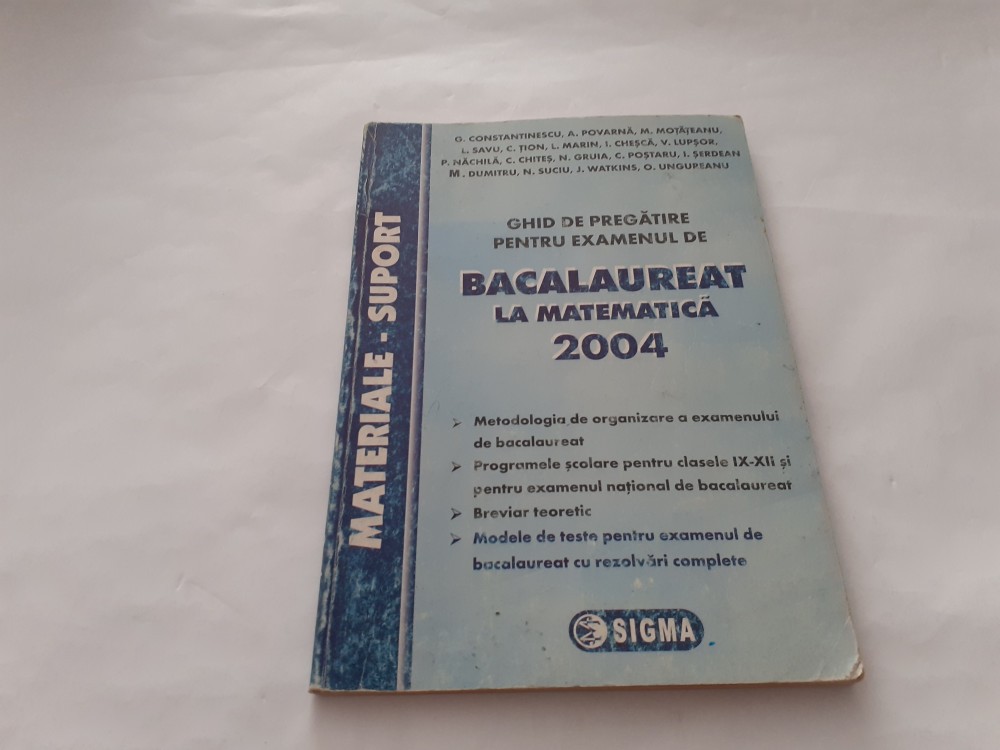 G. CONSTANTINESCU, A. POVARNĂ, M. MOTĂȚEANU,
L. SAVU, C. ȚION, L. MARIN, I. CHEȘCĂ, V. LUPȘOR,
P. NĂCHILĂ, C. CHITEȘ, N. GRUIA, C. POȘTARU, I. ȘERDEAN
M. DUMITRU, N. SUCIU, J. WATKINS, O. UNGUREANU
GHID DE PREGĂTIRE
PENTRU EXAMENUL DE
BACALAUREAT
LA MATEMATICĂ
2004
MATERIALE - SUPORT
➢ Metodologia de organizare a examenului
de bacalaureat
➢ Programele școlare pentru clasele IX-XII și
pentru examenul național de bacalaureat
➢ Breviar teoretic
➢ Modele de teste pentru examenul de
bacalaureat cu rezolvări complete
SIGMA